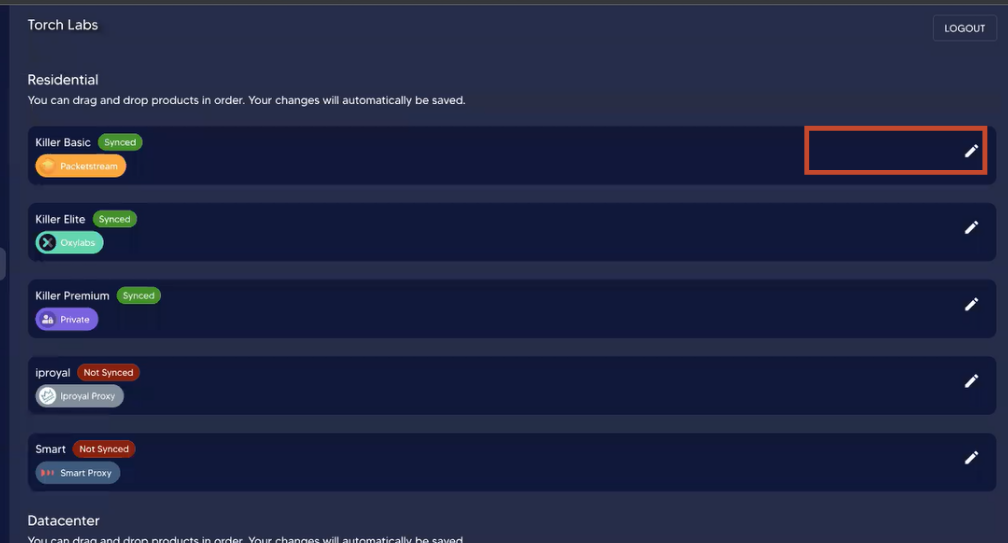 Torch Labs
LOGOUT
Residential
You can drag and drop products in order. Your changes will automatically be saved.
Killer Basic Synced
Packetstream
Killer Elite Synced
Oxylabs
Killer Premium Synced
Private
iproyal Not Synced
Iproyal Proxy
Smart Not Synced
Smart Proxy
Datacenter
You can drag and drop products in order. Your changes will automatically be saved.